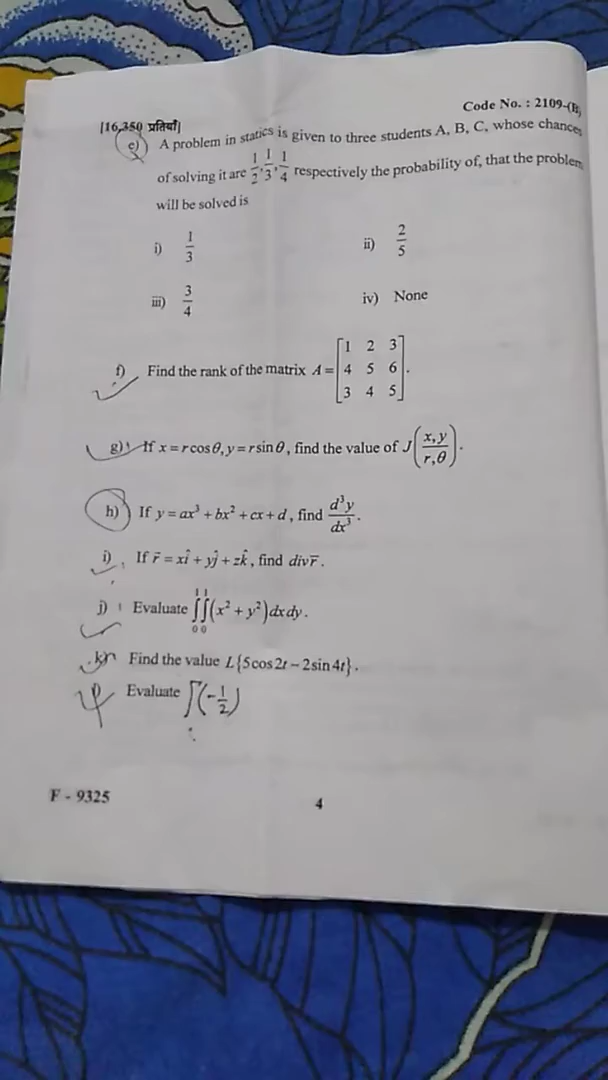 Code No. : 2109-(B)
[16,350 प्रतियाँ]
e) A problem in statics is given to three students A, B, C, whose chances
of solving it are 1/2, 1/3, 1/4 respectively the probability of, that the problem
will be solved is
i) 1/3 ii) 2/5
iii) 3/4 iv) None
f) Find the rank of the matrix A = [1 2 3; 4 5 6; 3 4 5].
g) If x = r cos θ, y = r sin θ, find the value of J(x, y / r, θ).
h) If y = ax³ + bx² + cx + d, find d³y/dx³.
i) If r̄ = xî + yĵ + zk̂, find div r̄.
j) Evaluate ∫₀¹∫₀¹(x² + y²)dx dy.
k) Find the value L{5 cos 2t − 2 sin 4t}.
Evaluate Γ(-1/2)
F - 9325 4